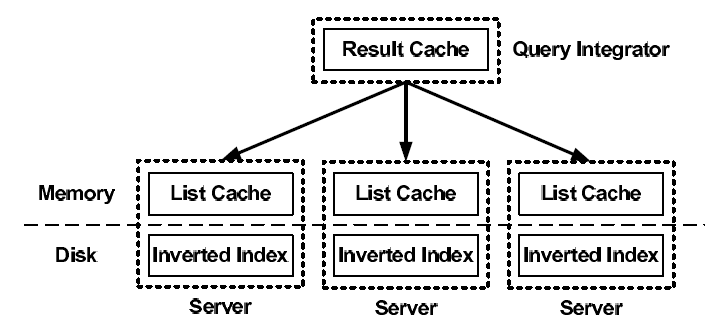 Result Cache
Query Integrator
Memory
List Cache
List Cache
List Cache
Disk
Inverted Index
Inverted Index
Inverted Index
Server
Server
Server